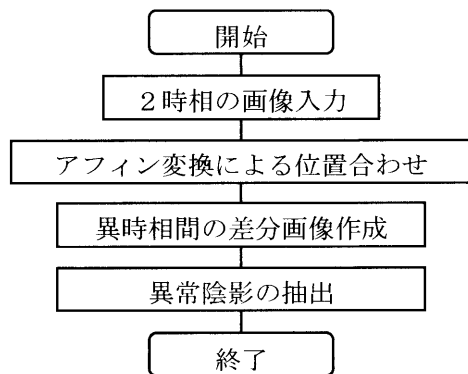 開始
2時相の画像入力
アフィン変換による位置合わせ
異時相間の差分画像作成
異常陰影の抽出
終了